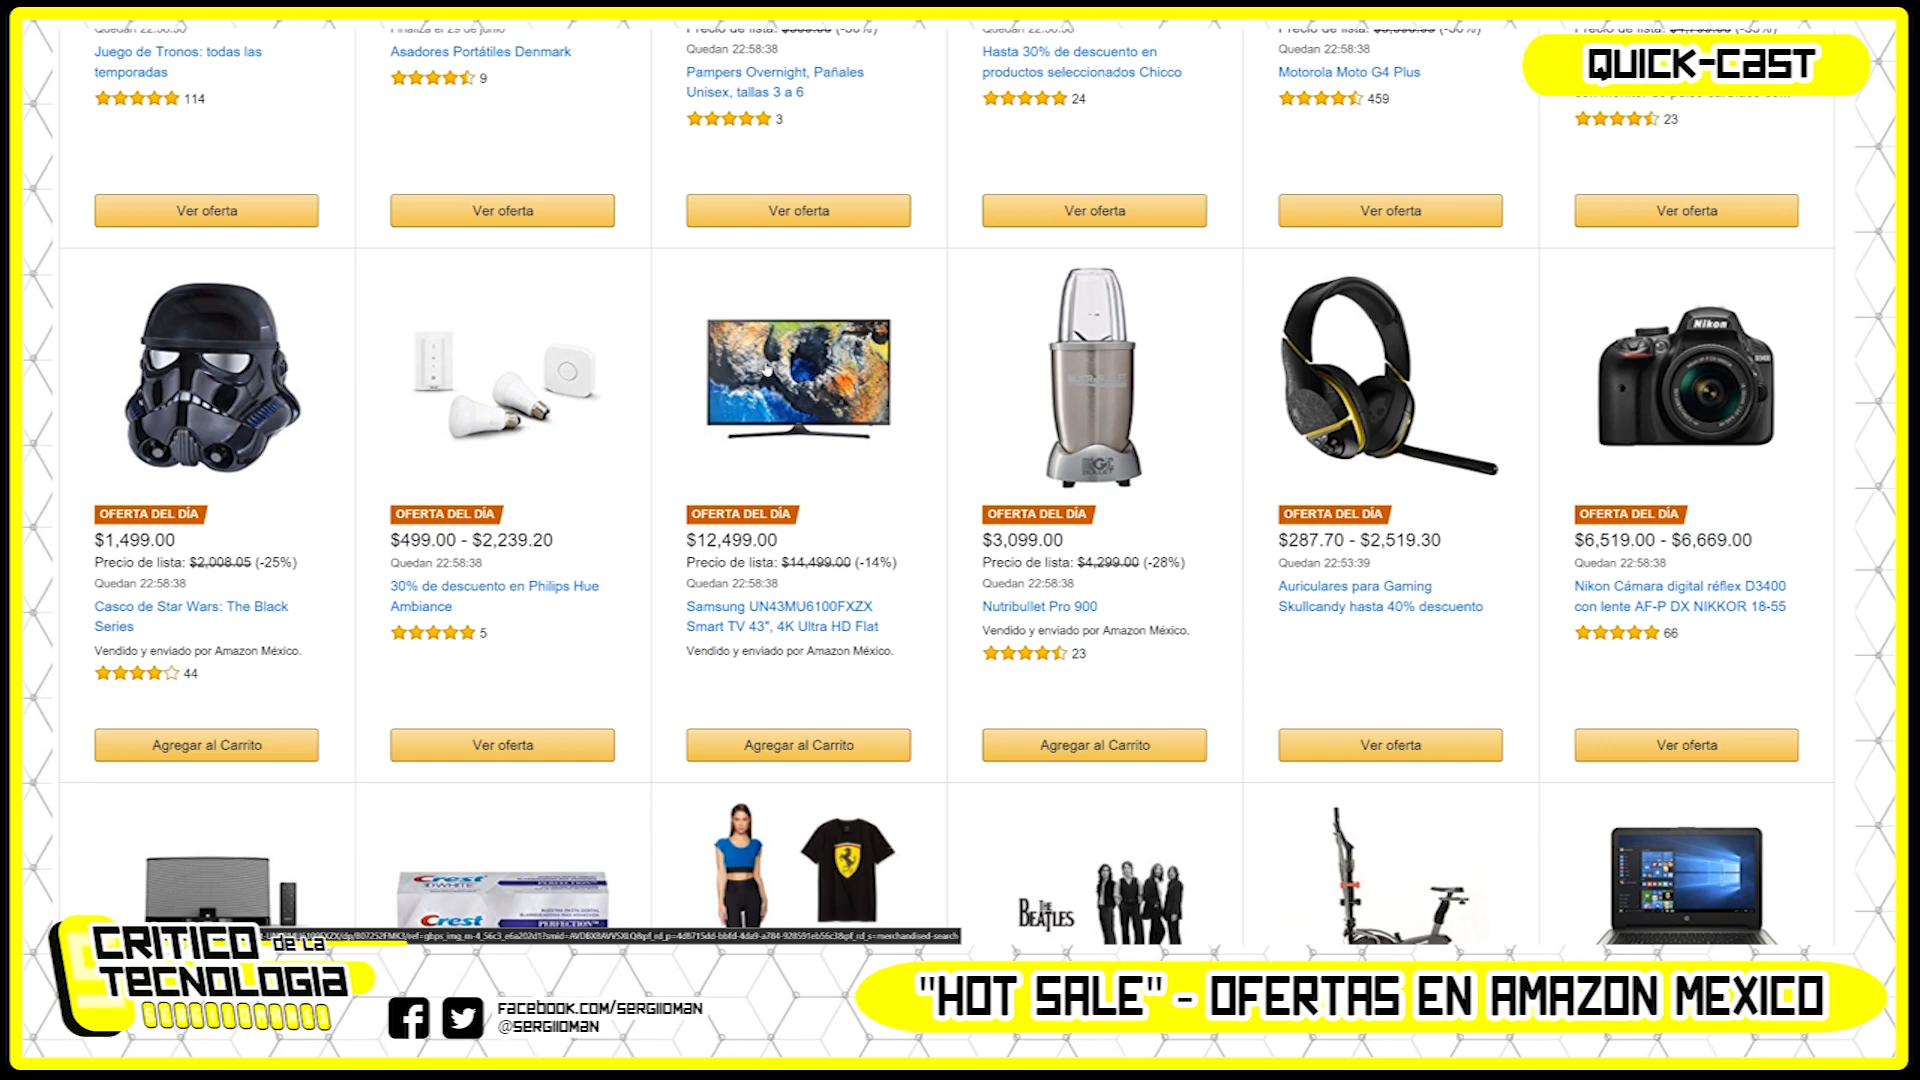 QUICK-CAST
Juego de Tronos: todas las
temporadas
114
Ver oferta
Finaliza el 29 de junio
Asadores Portátiles Denmark
9
Ver oferta
Quedan 22:58:38
Pampers Overnight, Pañales
Unisex, tallas 3 a 6
3
Ver oferta
Hasta 30% de descuento en
productos seleccionados Chicco
24
Ver oferta
Quedan 22:58:38
Motorola Moto G4 Plus
459
Ver oferta
23
Ver oferta
OFERTA DEL DÍA
$1,499.00
Precio de lista: $2,008.05 (-25%)
Quedan 22:58:38
Casco de Star Wars: The Black
Series
Vendido y enviado por Amazon México.
44
Agregar al Carrito
OFERTA DEL DÍA
$499.00 - $2,239.20
Quedan 22:58:38
30% de descuento en Philips Hue
Ambiance
5
Ver oferta
OFERTA DEL DÍA
$12,499.00
Precio de lista: $14,499.00 (-14%)
Quedan 22:58:38
Samsung UN43MU6100FXZX
Smart TV 43", 4K Ultra HD Flat
Vendido y enviado por Amazon México.
Agregar al Carrito
OFERTA DEL DÍA
$3,099.00
Precio de lista: $4,299.00 (-28%)
Quedan 22:58:38
Nutribullet Pro 900
Vendido y enviado por Amazon México.
23
Agregar al Carrito
OFERTA DEL DÍA
$287.70 - $2,519.30
Quedan 22:53:39
Auriculares para Gaming
Skullcandy hasta 40% descuento
Ver oferta
Nikon
OFERTA DEL DÍA
$6,519.00 - $6,669.00
Quedan 22:58:38
Nikon Cámara digital réflex D3400
con lente AF-P DX NIKKOR 18-55
66
Ver oferta
Crest
3D WHITE
Crest
PERFECTION
THE
BEATLES
CRITICO DE LA
TECNOLOGIA
FACEBOOK.COM/SERGIIOMAN
@SERGIIOMAN
"HOT SALE" - OFERTAS EN AMAZON MEXICO